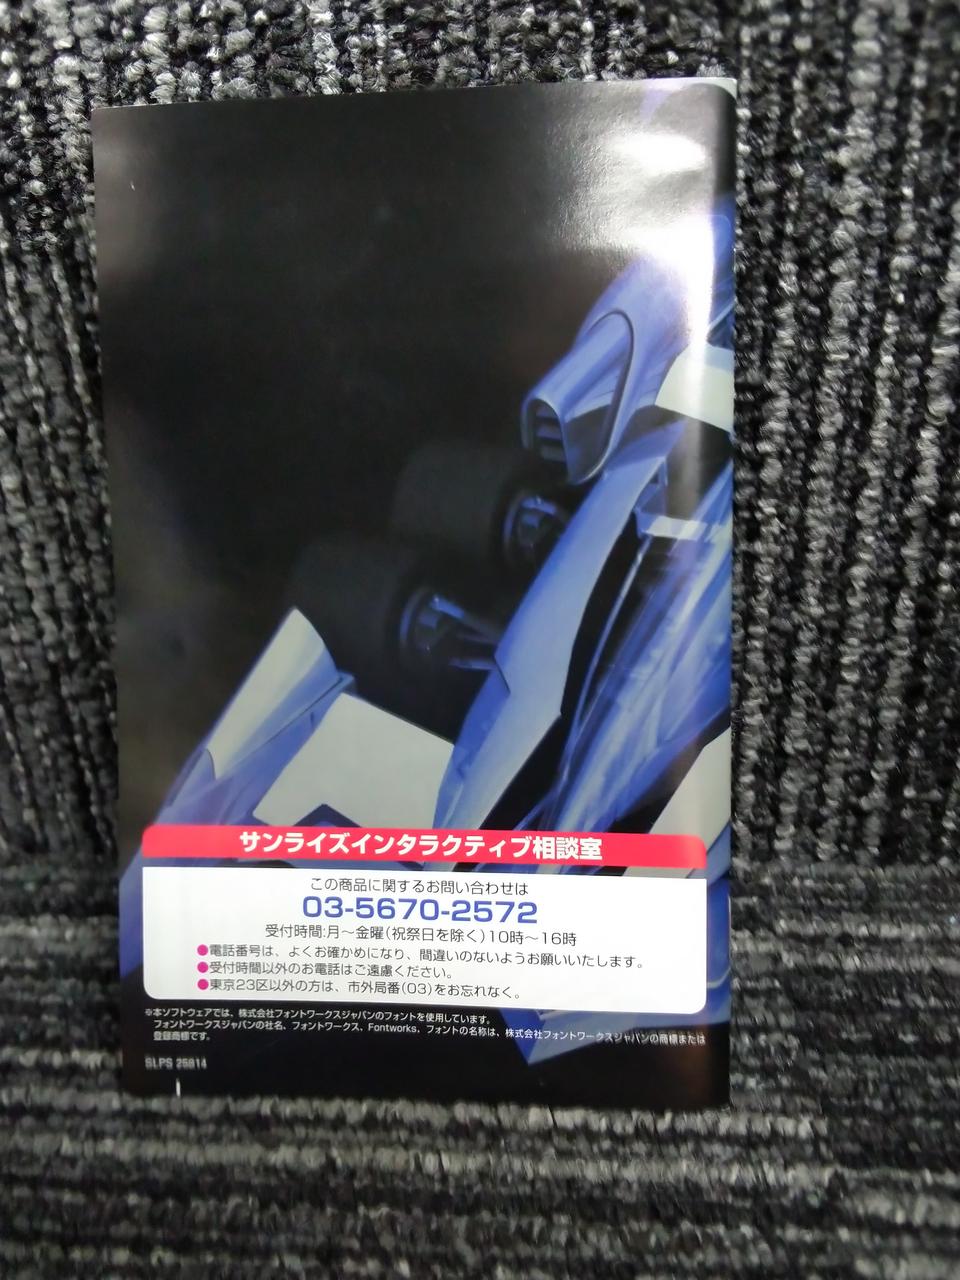 サンライズインタラクティブ相談室
この商品に関するお問い合わせは
03-5670-2572
受付時間:月～金曜(祝祭日を除く)10時～16時
●電話番号は、よくお確かめになり、間違いのないようお願いいたします。
●受付時間以外のお電話はご遠慮ください。
●東京23区以外の方は、市外局番(03)をお忘れなく。
※本ソフトウェアでは、株式会社フォントワークスジャパンのフォントを使用しています。
フォントワークスジャパンの社名、フォントワークス、Fontworks、フォントの名称は、株式会社フォントワークスジャパンの商標または
登録商標です。
SLPS 25814